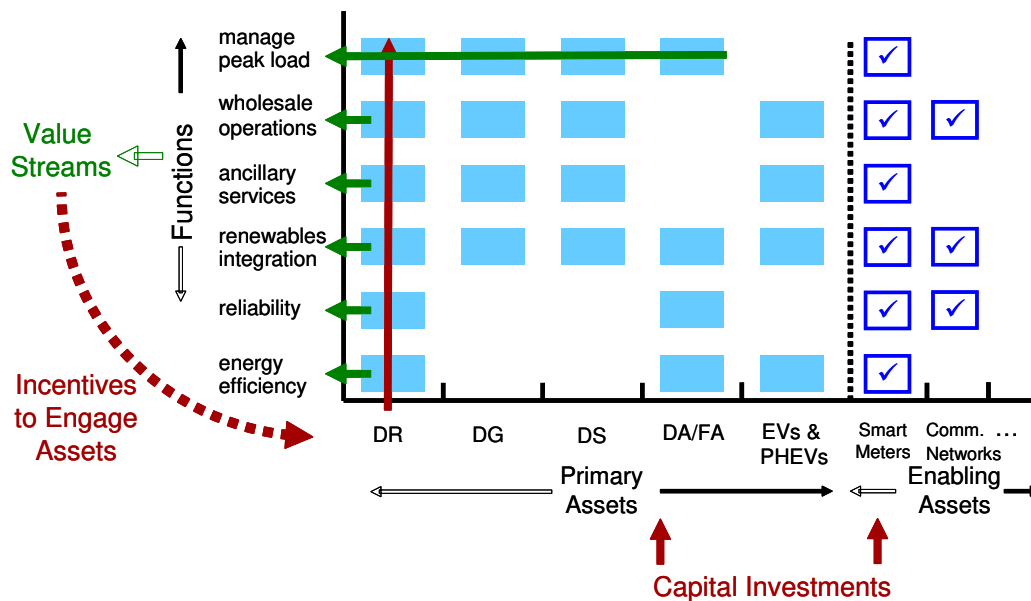 manage
peak load
wholesale
operations
ancillary
services
renewables
integration
reliability
energy
efficiency
Functions
Value
Streams
Incentives
to Engage
Assets
DR
DG
DS
DA/FA
EVs &
PHEVs
Smart
Meters
Comm. …
Networks
Primary
Assets
Enabling
Assets
Capital Investments